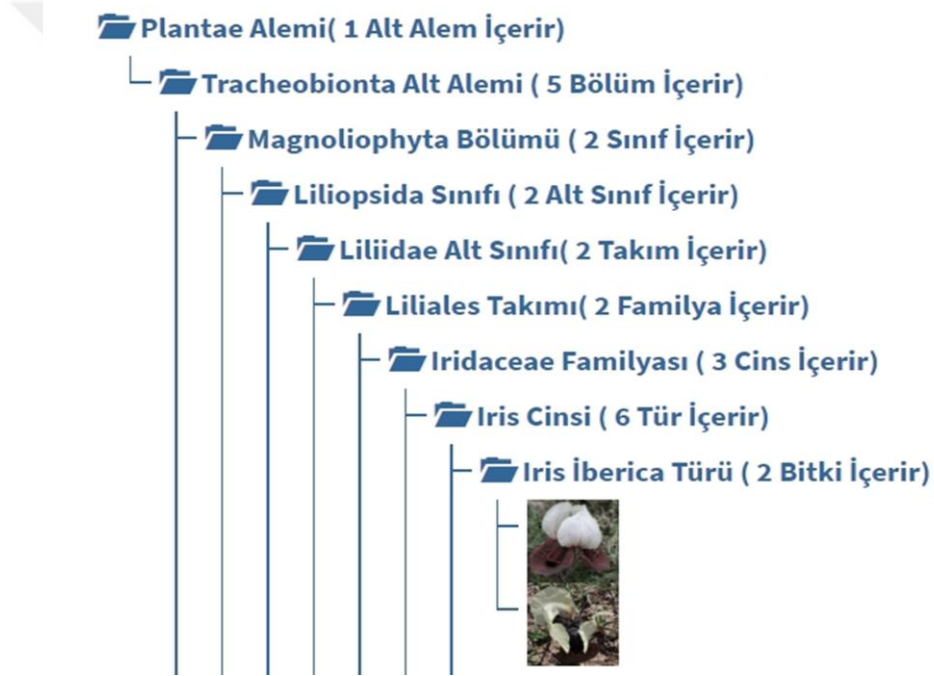 Plantae Alemi( 1 Alt Alem İçerir)
Tracheobionta Alt Alemi ( 5 Bölüm İçerir)
Magnoliophyta Bölümü ( 2 Sınıf İçerir)
Liliopsida Sınıfı ( 2 Alt Sınıf İçerir)
Liliidae Alt Sınıfı( 2 Takım İçerir)
Liliales Takımı( 2 Familya İçerir)
Iridaceae Familyası ( 3 Cins İçerir)
Iris Cinsi ( 6 Tür İçerir)
Iris İberica Türü ( 2 Bitki İçerir)